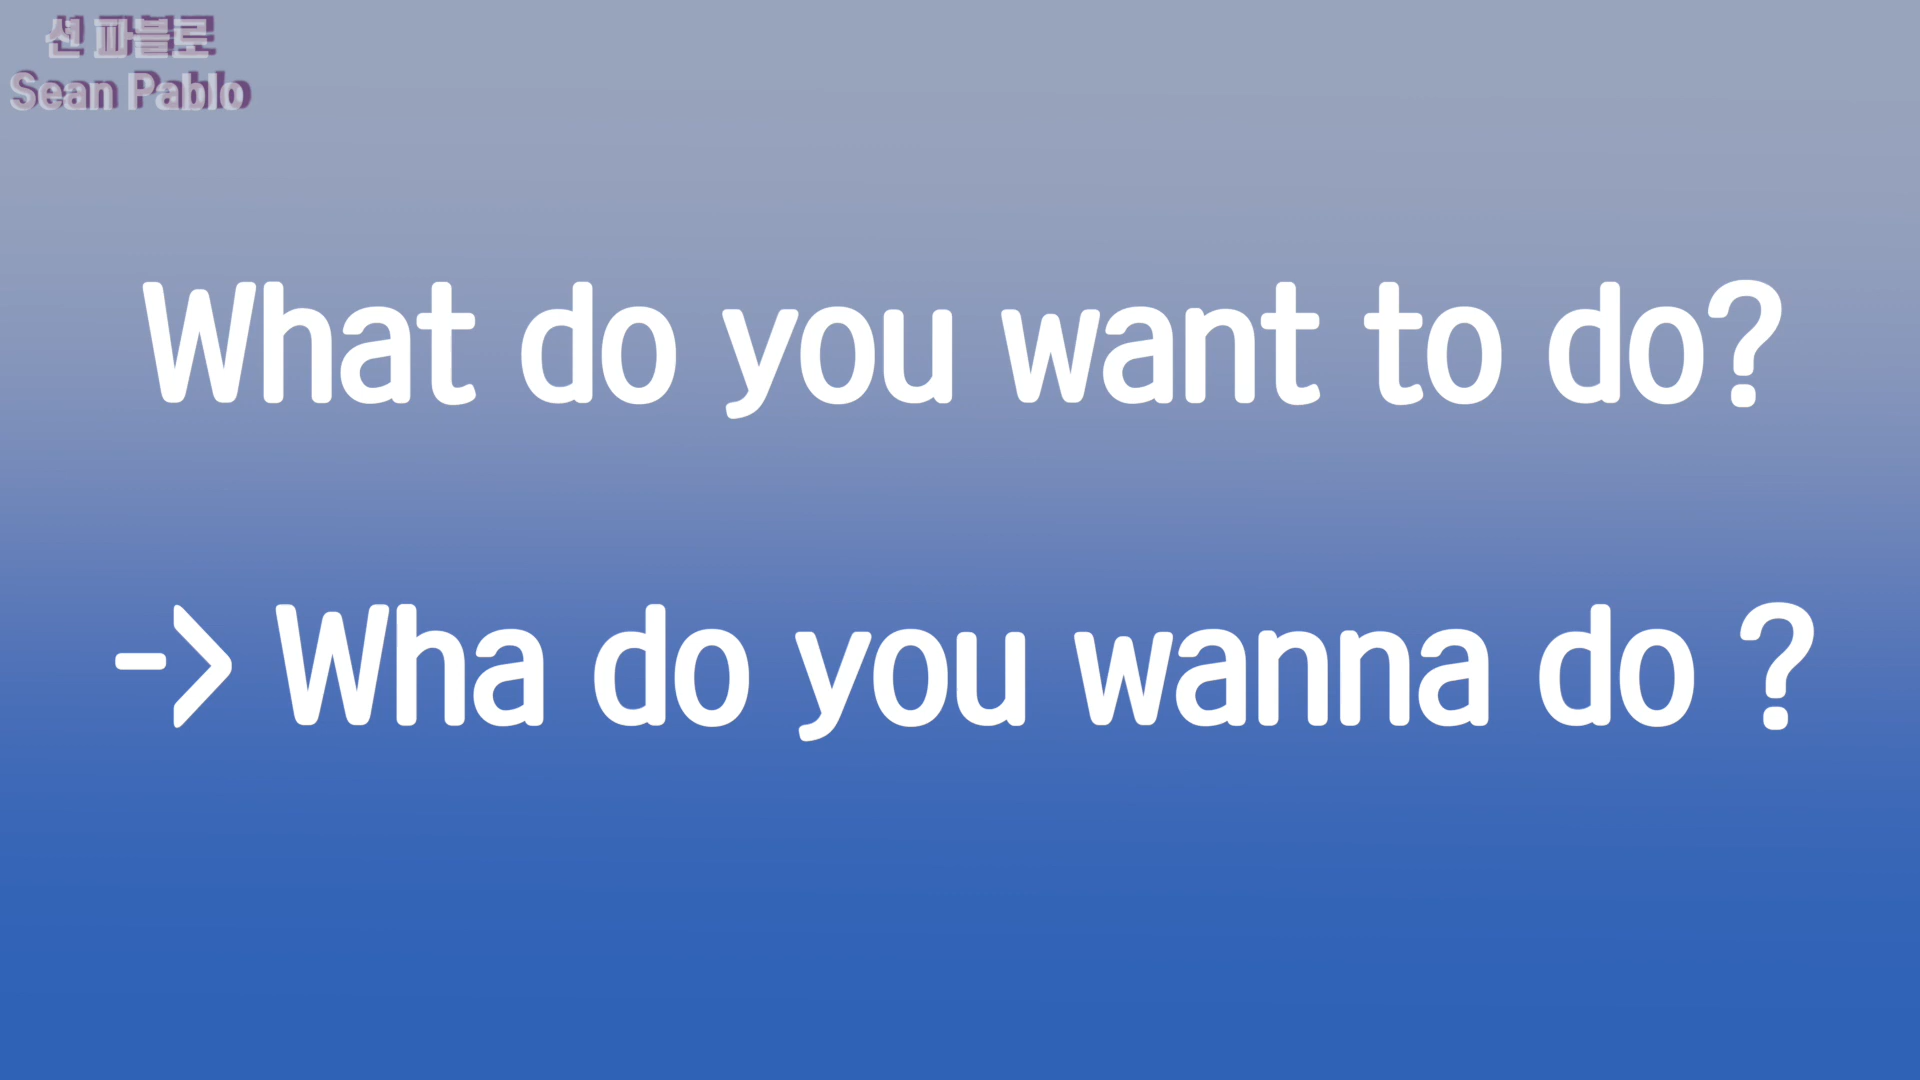 션 파블로
Sean Pablo
What do you want to do?
-> Wha do you wanna do ?